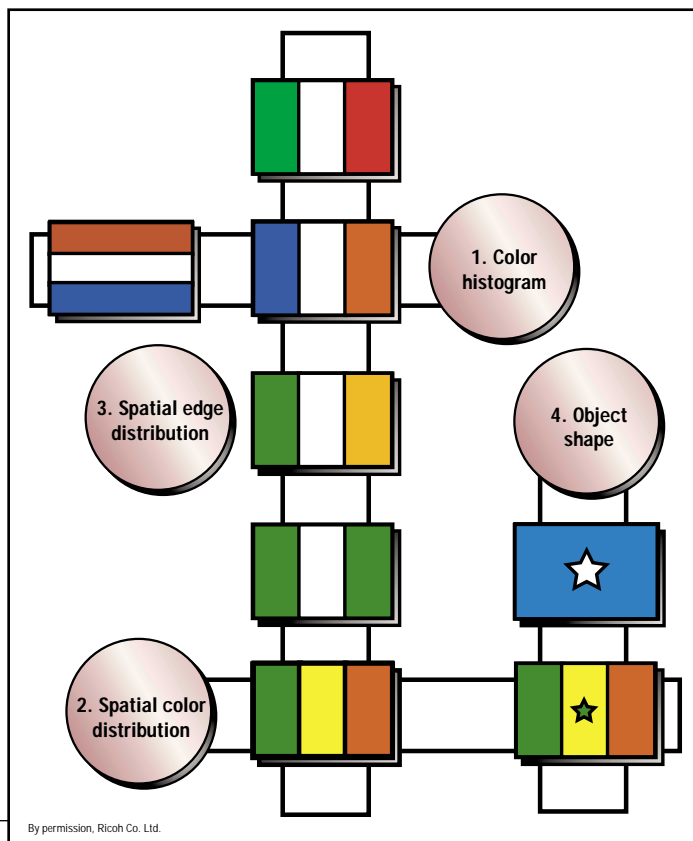 1. Color
histogram
3. Spatial edge
distribution
4. Object
shape
2. Spatial color
distribution
By permission, Ricoh Co. Ltd.